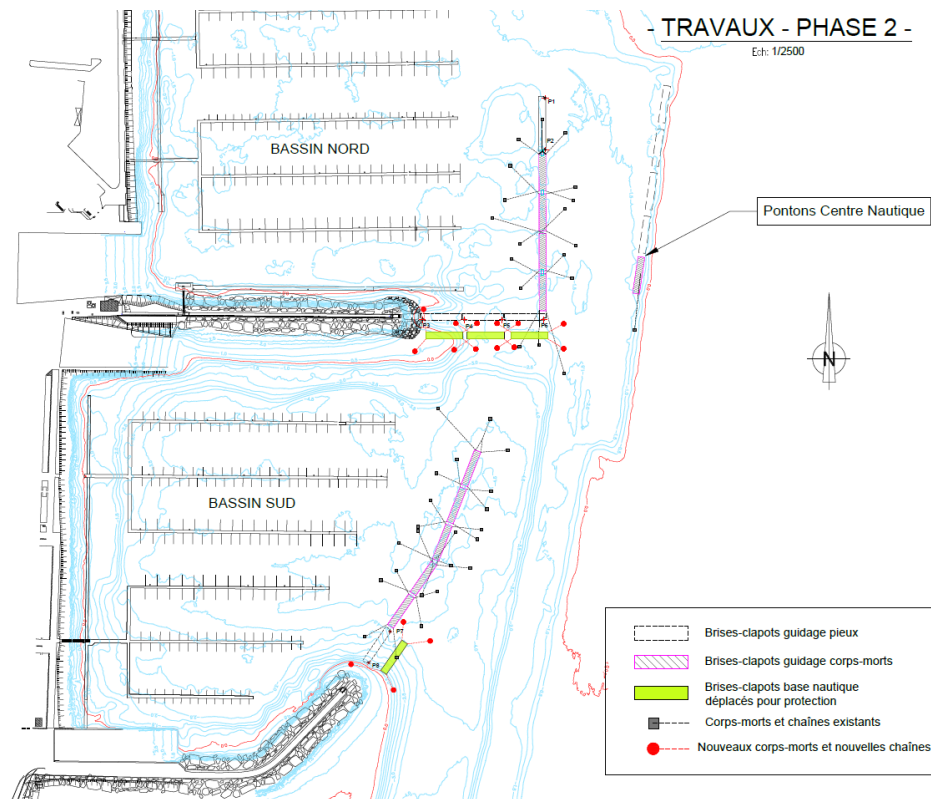 - TRAVAUX - PHASE 2 -
Ech: 1/2500
P1
P2
BASSIN NORD
Pontons Centre Nautique
P3
P4
P5
P6
N
BASSIN SUD
P7
P8
Brises-clapots guidage pieux
Brises-clapots guidage corps-morts
Brises-clapots base nautique
déplacés pour protection
Corps-morts et chaînes existants
Nouveaux corps-morts et nouvelles chaînes